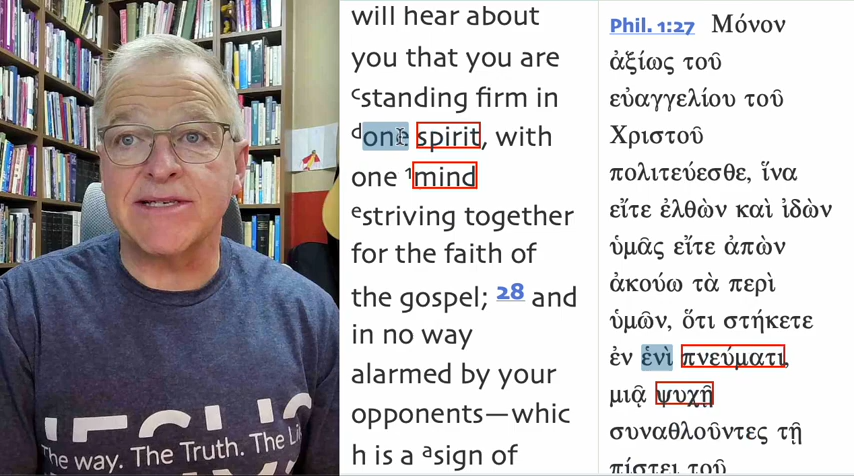 will hear about
you that you are
ᶜstanding firm in
ᵈone spirit, with
one ¹mind
ᵉstriving together
for the faith of
the gospel; 28 and
in no way
alarmed by your
opponents—whic
h is a ᵃsign of
Phil. 1:27 Μόνον
ἀξίως τοῦ
εὐαγγελίου τοῦ
Χριστοῦ
πολιτεύεσθε, ἵνα
εἴτε ἐλθὼν καὶ ἰδὼν
ὑμᾶς εἴτε ἀπὼν
ἀκούω τὰ περὶ
ὑμῶν, ὅτι στήκετε
ἐν ἑνὶ πνεύματι,
μιᾷ ψυχῇ
συναθλοῦντες τῇ
πίστει τοῦ
The way. The Truth. The Li